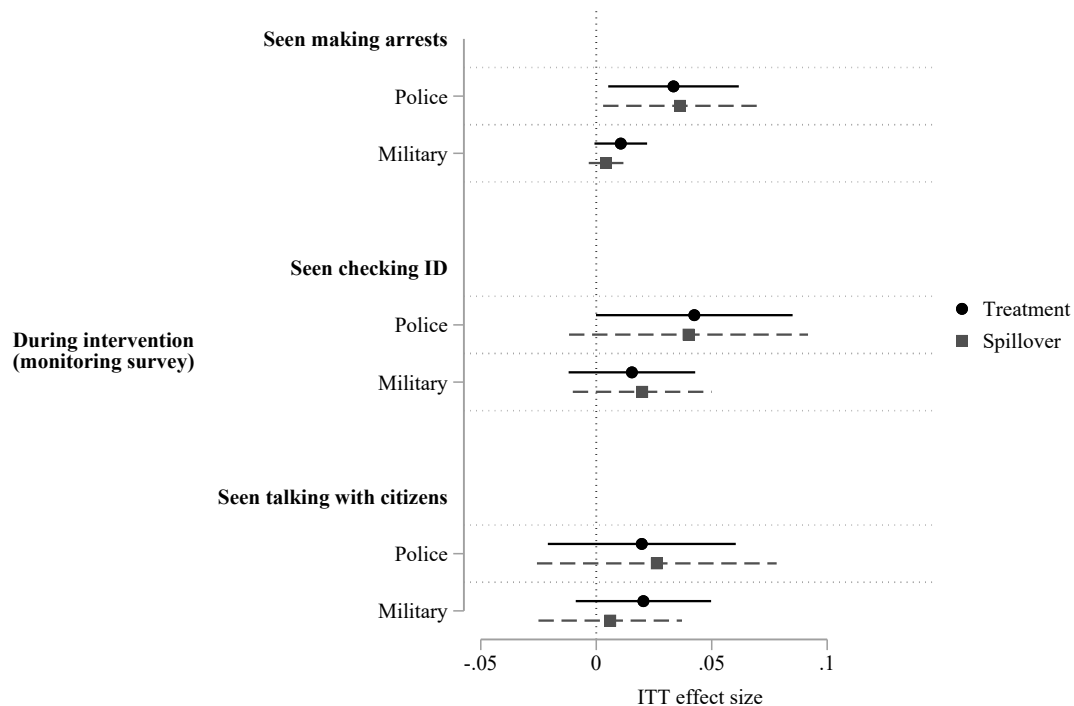 Seen making arrests
Police
Military
Seen checking ID
Police
Military
During intervention
(monitoring survey)
Seen talking with citizens
Police
Military
Treatment
Spillover
-.05 0 .05 .1
ITT effect size